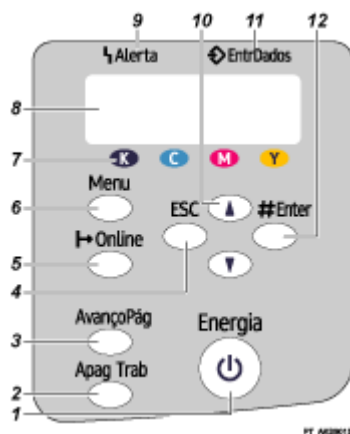 9 10 11 12
Alerta EntrDados
8
7 K C M Y
Menu
6 ESC #Enter
Online
5
4
AvançoPág Energia
3
Apag Trab
2
1